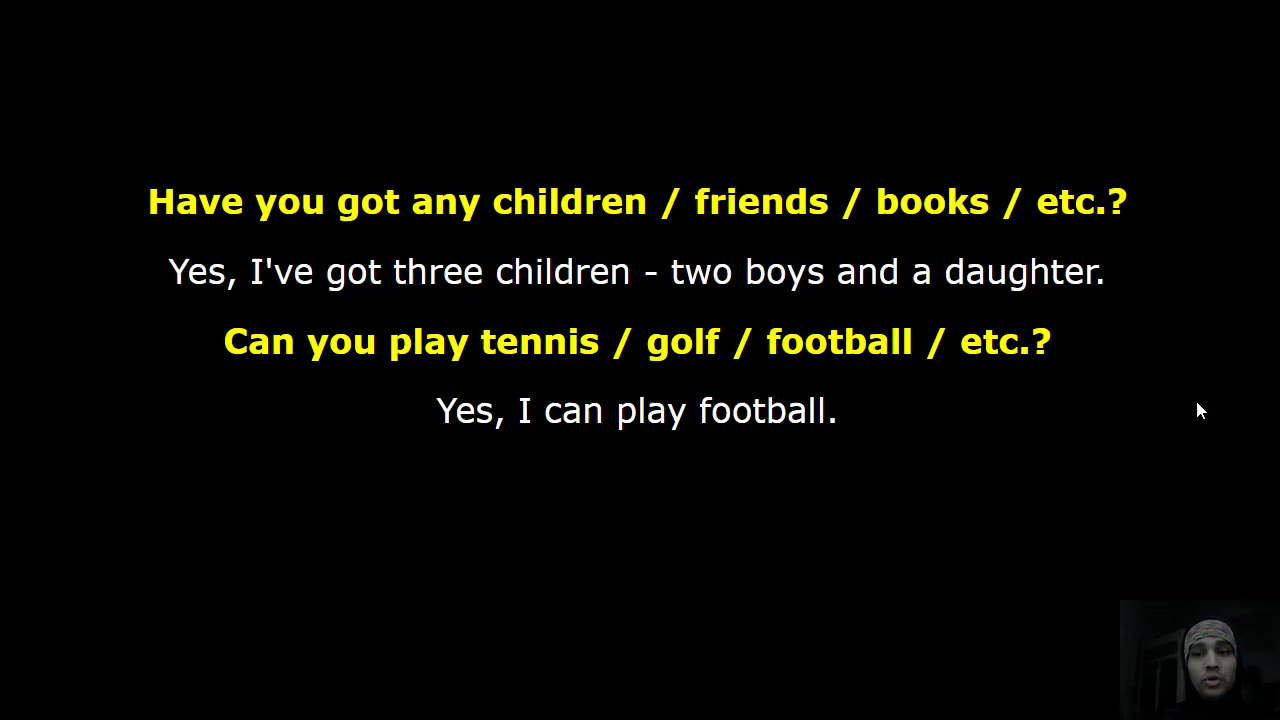 Have you got any children / friends / books / etc.?
Yes, I've got three children - two boys and a daughter.
Can you play tennis / golf / football / etc.?
Yes, I can play football.